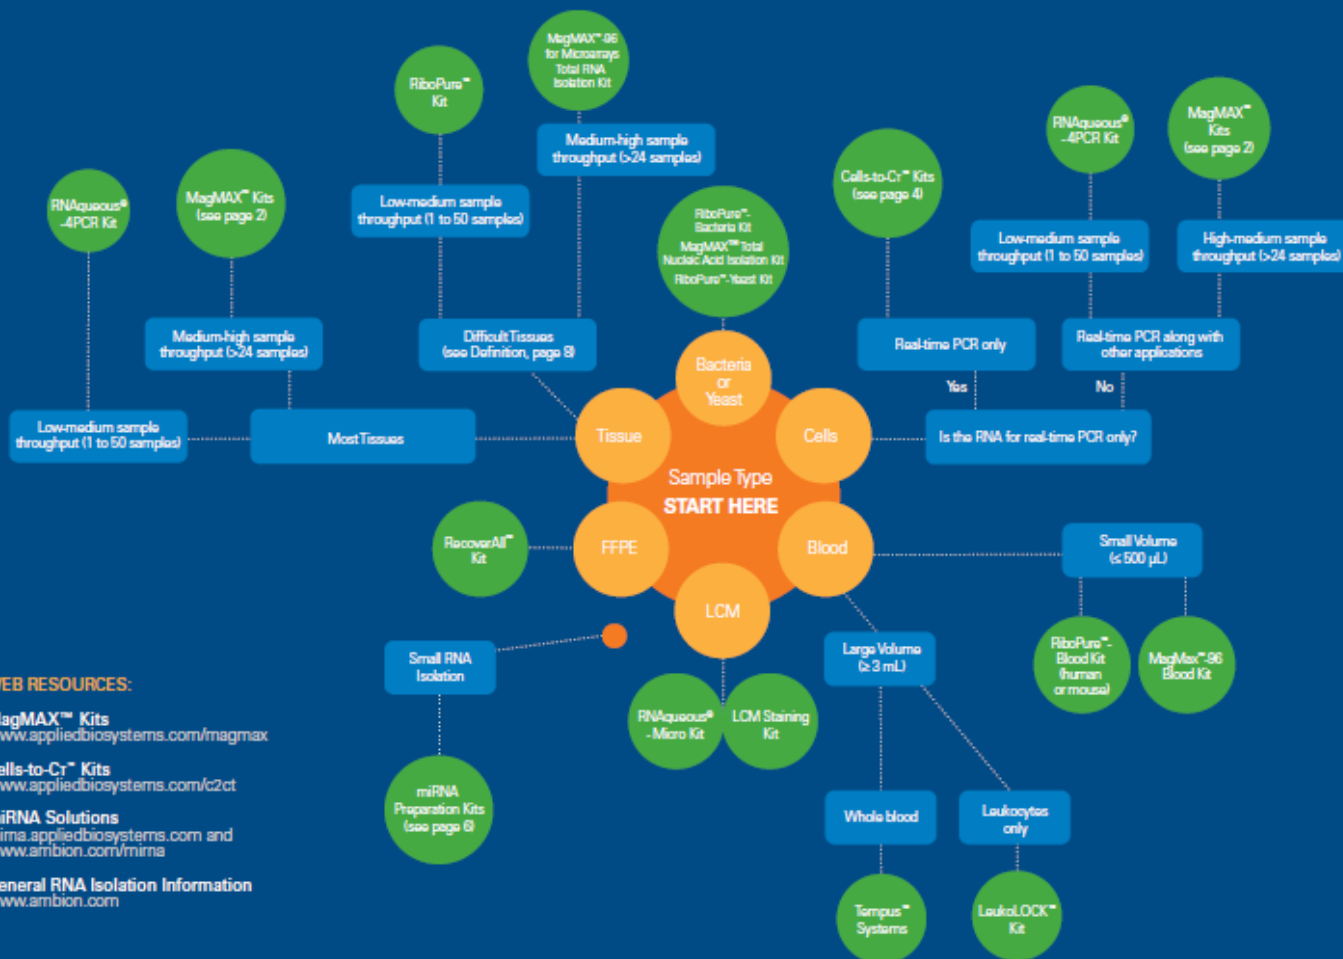 MagMAX™-96
for Microarrays
Total RNA
Isolation Kit
RiboPure™
Kit
Medium-high sample
throughput (>24 samples)
Low-medium sample
throughput (1 to 50 samples)
RNAqueous®
-4PCR Kit
MagMAX™ Kits
(see page 2)
Medium-high sample
throughput (>24 samples)
Difficult Tissues
(see Definition, page 8)
Low-medium sample
throughput (1 to 50 samples)
Most Tissues
Tissue
RiboPure™-
Bacteria Kit
MagMAX™ Total
Nucleic Acid Isolation Kit
RiboPure™-Yeast Kit
Bacteria
or
Yeast
Cells-to-CT™ Kits
(see page 4)
RNAqueous®
-4PCR Kit
MagMAX™
Kits
(see page 2)
Low-medium sample
throughput (1 to 50 samples)
High-medium sample
throughput (>24 samples)
Real-time PCR only
Real-time PCR along with
other applications
Yes
No
Cells
Is the RNA for real-time PCR only?
Sample Type
START HERE
RecoverAll™
Kit
FFPE
Blood
Small Volume
(≤ 500 µL)
LCM
Small RNA
Isolation
Large Volume
(≥ 3 mL)
RiboPure™-
Blood Kit
(human
or mouse)
MagMax™-96
Blood Kit
RNAqueous®
-Micro Kit
LCM Staining
Kit
miRNA
Preparation Kits
(see page 6)
Whole blood
Leukocytes
only
Tempus™
Systems
LeukoLOCK™
Kit
EB RESOURCES:
agMAX™ Kits
ww.appliedbiosystems.com/magmax
ells-to-CT™ Kits
ww.appliedbiosystems.com/c2ct
iRNA Solutions
irna.appliedbiosystems.com and
ww.ambion.com/mirna
eneral RNA Isolation Information
ww.ambion.com